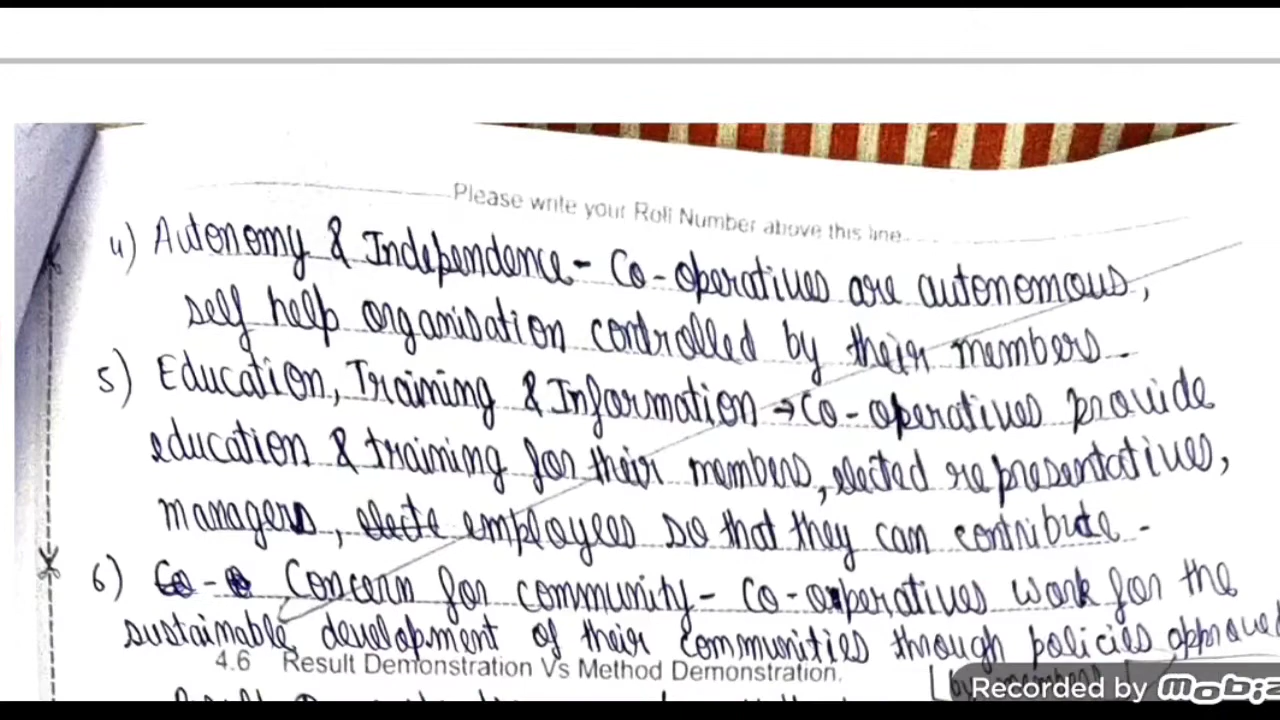 Please write your Roll Number above this line
4) Autonomy & Independence - Co-operatives are autonomous,
self help organisation controlled by their members -
5) Education, Training & Information → Co-operatives provide
education & training for their members, elected representatives,
managers, electe employees so that they can contribute -
6) Concern for community - Co-operatives work for the
sustainable development of their communities through policies approved
by members
4.6 Result Demonstration Vs Method Demonstration.
Recorded by